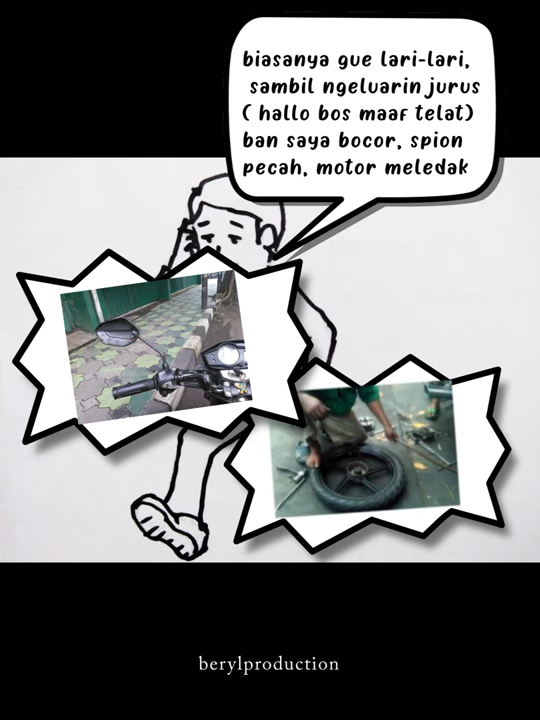 biasanya gue lari-lari,
sambil ngeluarin jurus
( hallo bos maaf telat)
ban saya bocor, spion
pecah, motor meledak
berylproduction